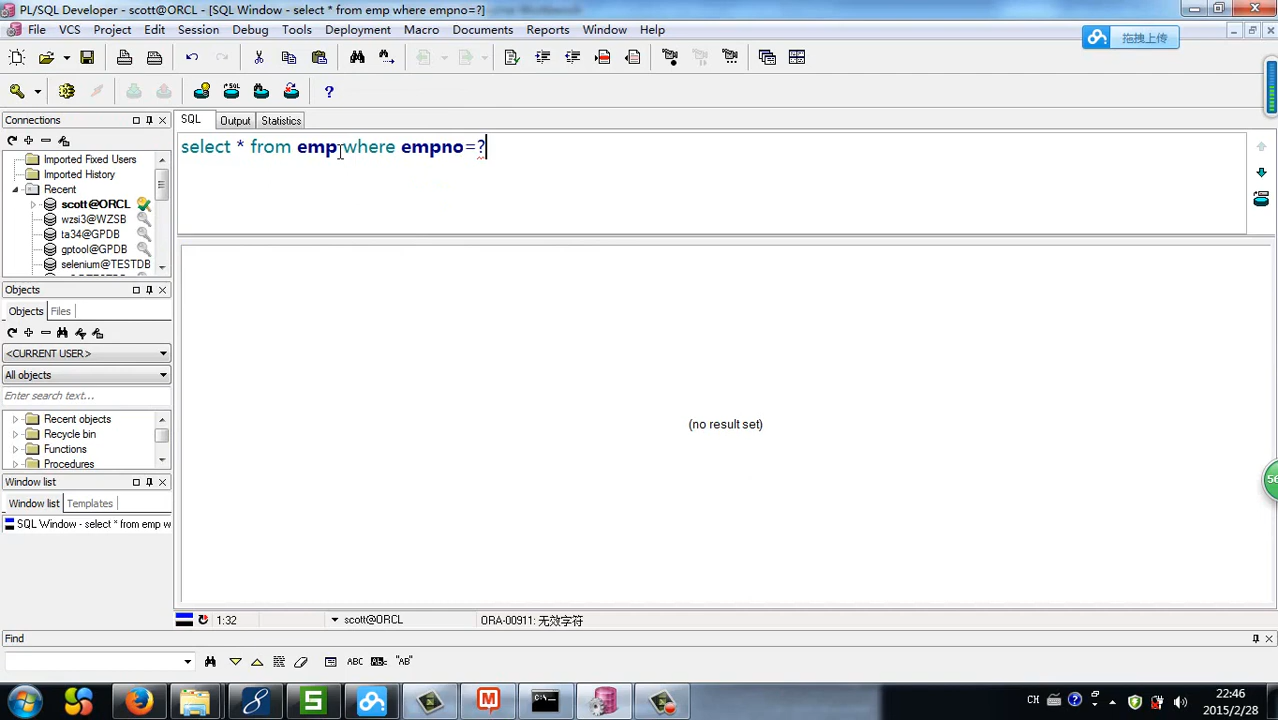 PL/SQL Developer - scott@ORCL - [SQL Window - select * from emp where empno=?]
File VCS Project Edit Session Debug Tools Deployment Macro Documents Reports Window Help
拖拽上传
Connections
SQL Output Statistics
select * from emp where empno=?
Imported Fixed Users
Imported History
Recent
scott@ORCL
wzsi3@WZSB
ta34@GPDB
gptool@GPDB
selenium@TESTDB
Objects
Objects Files
<CURRENT USER>
All objects
Enter search text...
Recent objects
Recycle bin
Functions
Procedures
(no result set)
Window list
Window list Templates
SQL Window - select * from emp w
1:32 scott@ORCL ORA-00911: 无效字符
Find
ABC "AB"
CH 22:46
2015/2/28